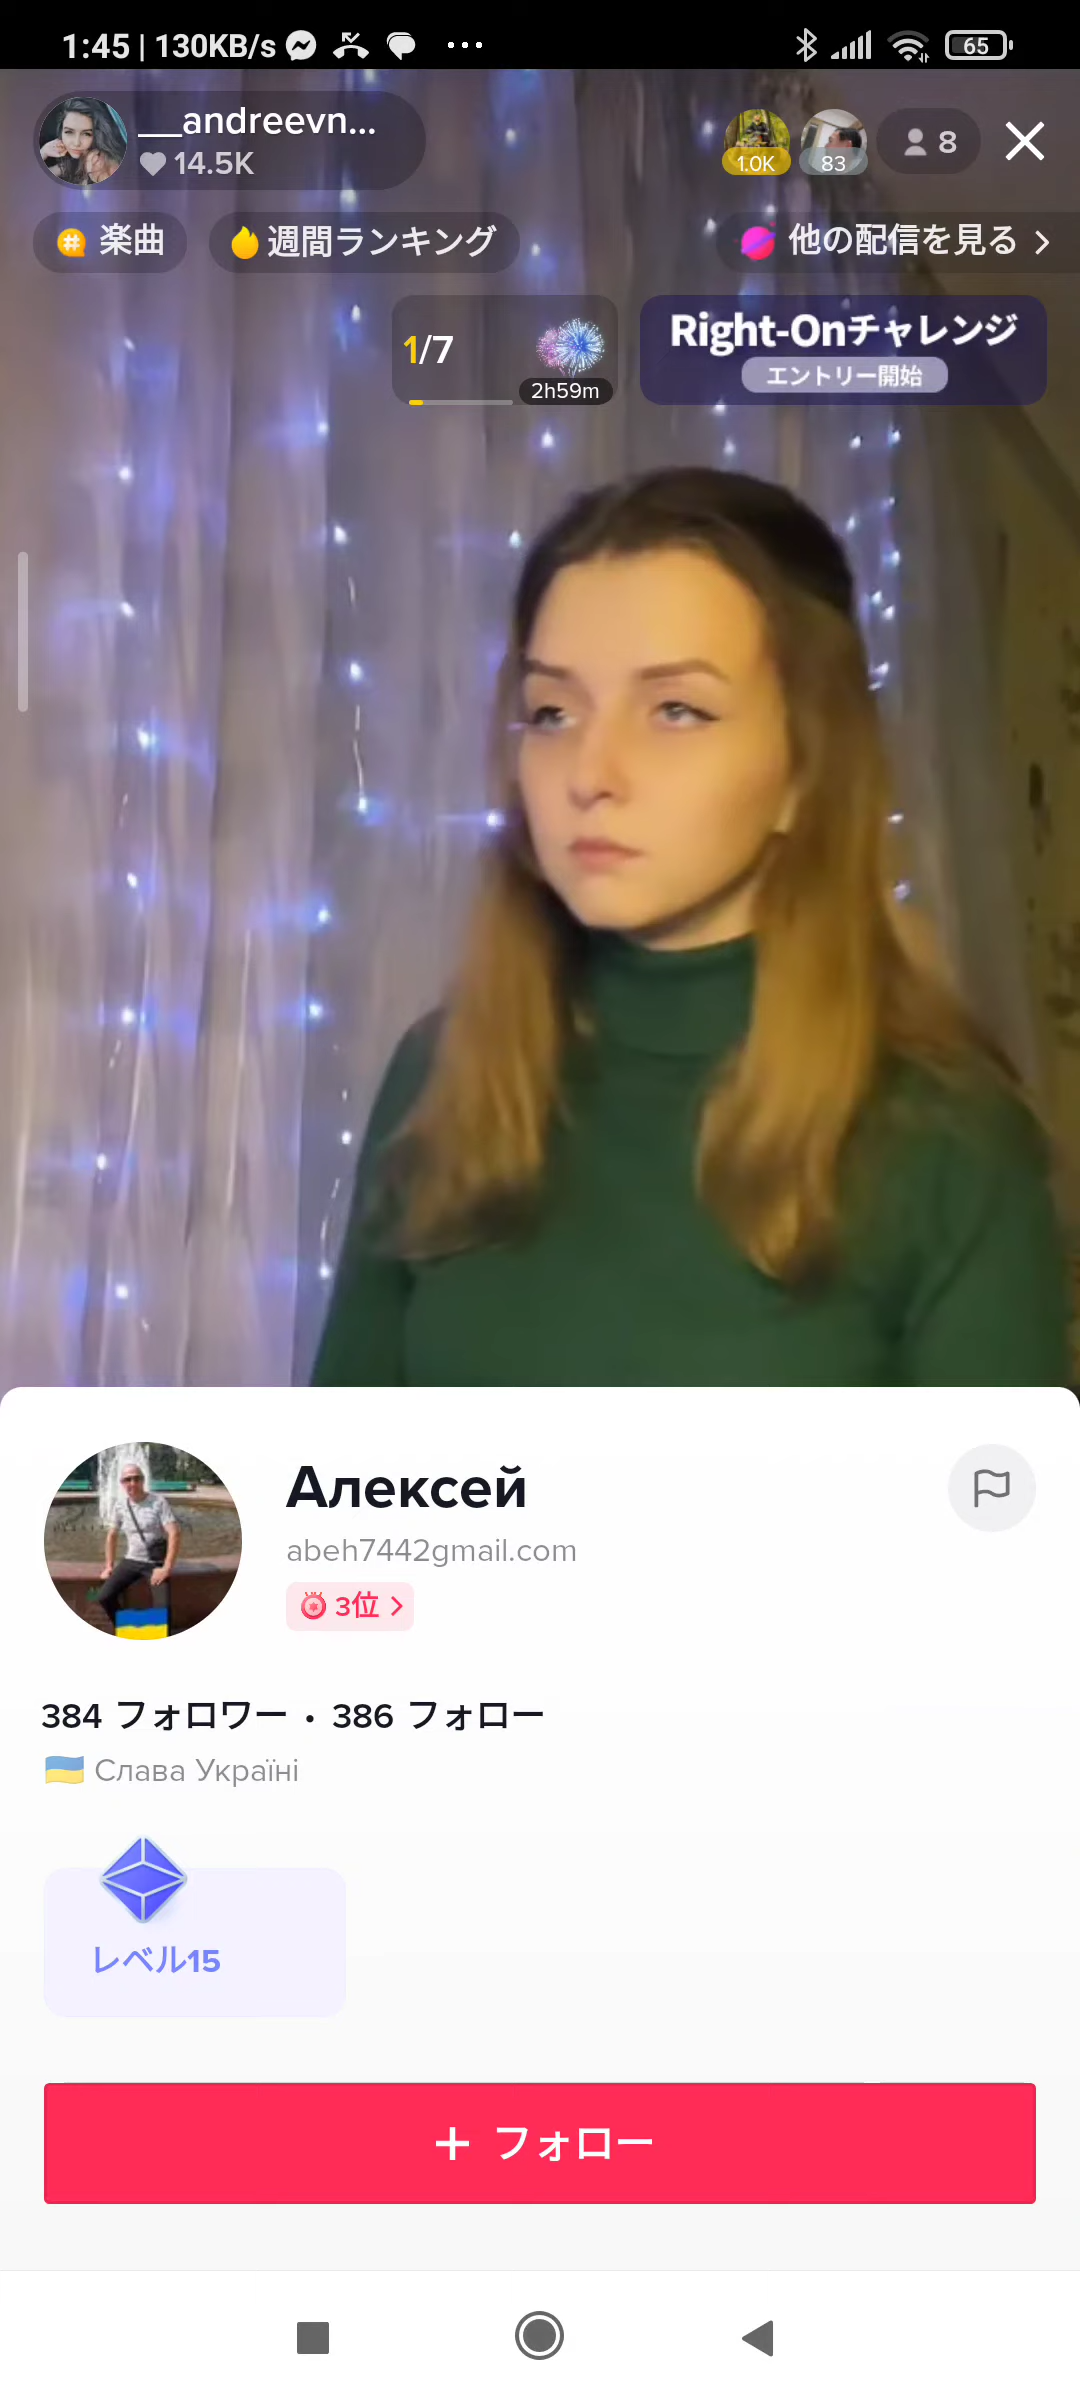 1:45 | 130KB/s
65
__andreevn...
14.5K
1.0K
83
8
楽曲
週間ランキング
他の配信を見る
1/7
2h59m
Right-Onチャレンジ
エントリー開始
Алексей
abeh7442gmail.com
3位
384 フォロワー • 386 フォロー
🇺🇦 Слава Україні
レベル15
+ フォロー